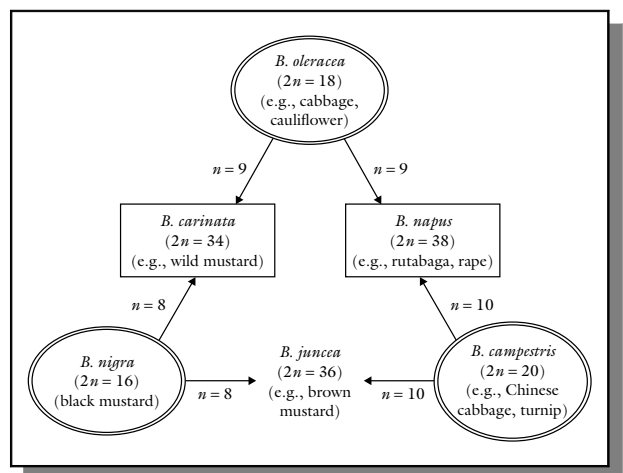 B. oleracea
(2n = 18)
(e.g., cabbage,
cauliflower)
n = 9
n = 9
B. carinata
(2n = 34)
(e.g., wild mustard)
B. napus
(2n = 38)
(e.g., rutabaga, rape)
n = 8
n = 10
B. nigra
(2n = 16)
(black mustard)
n = 8
B. juncea
(2n = 36)
(e.g., brown
mustard)
n = 10
B. campestris
(2n = 20)
(e.g., Chinese
cabbage, turnip)